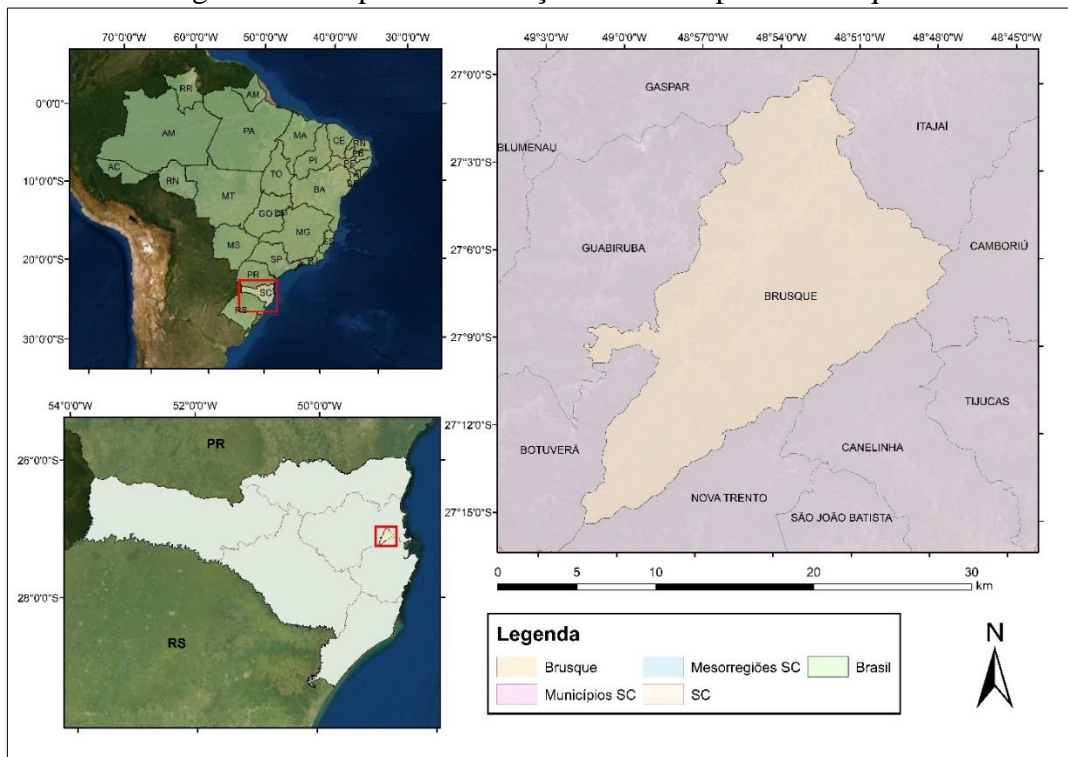 70°0'0"W 60°0'0"W 50°0'0"W 40°0'0"W 30°0'0"W
0°0'0"
10°0'0"S
20°0'0"S
30°0'0"S
RR
AM
AM
PA
MA
CE
RN
PB
PI
AC
RN
TO
MT
BA
GO
MG
MS
ES
SP
PR
SC
RS
49°3'0"W 49°0'0"W 48°57'0"W 48°54'0"W 48°51'0"W 48°48'0"W 48°45'0"W
27°0'0"S
27°3'0"S
27°6'0"S
27°9'0"S
27°12'0"S
27°15'0"S
GASPAR
ITAJAÍ
BLUMENAU
GUABIRUBA
CAMBORIÚ
BRUSQUE
TIJUCAS
BOTUVERÁ
CANELINHA
NOVA TRENTO
SÃO JOÃO BATISTA
0 5 10 20 30
km
54°0'0"W 52°0'0"W 50°0'0"W
26°0'0"S
28°0'0"S
PR
RS
Legenda
Brusque Mesorregiões SC Brasil
Municípios SC SC
N